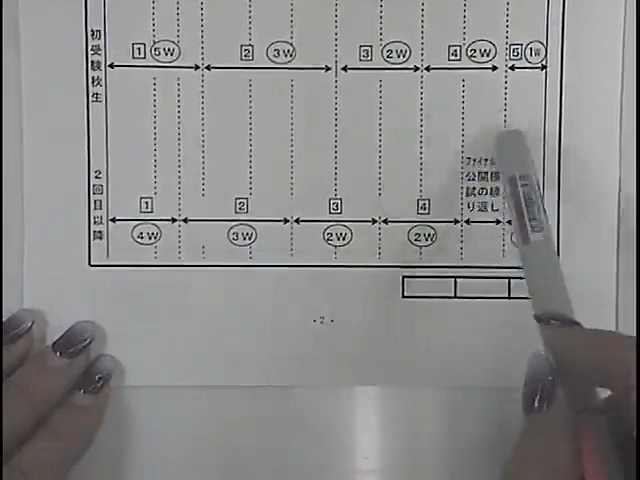 初受験秋生
1 5W 2 3W 3 2W 4 2W 5 1W
ファイナル
公開模
試の繰
り返し
2回目以降
1 2 3 4
4W 3W 2W 2W
- 2 -